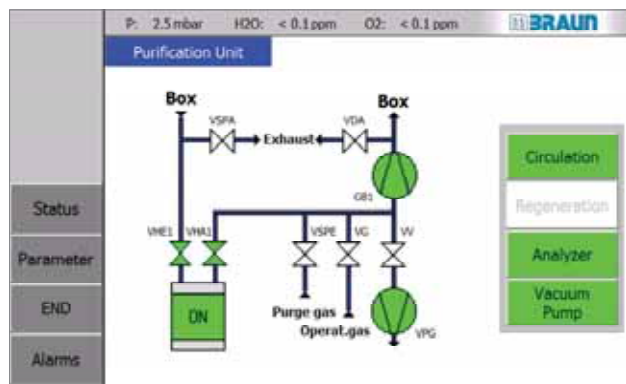 P: 2.5 mbar H2O: < 0.1 ppm O2: < 0.1 ppm MBRAUN
Purification Unit
Box Box
VSPA VDA
Exhaust
Circulation
GB1
Regeneration
Status
VHE1 VHA1 VSPE VG VV
Parameter
Analyzer
END
ON
Purge gas
Vacuum
Pump
Operat.gas
VPG
Alarms